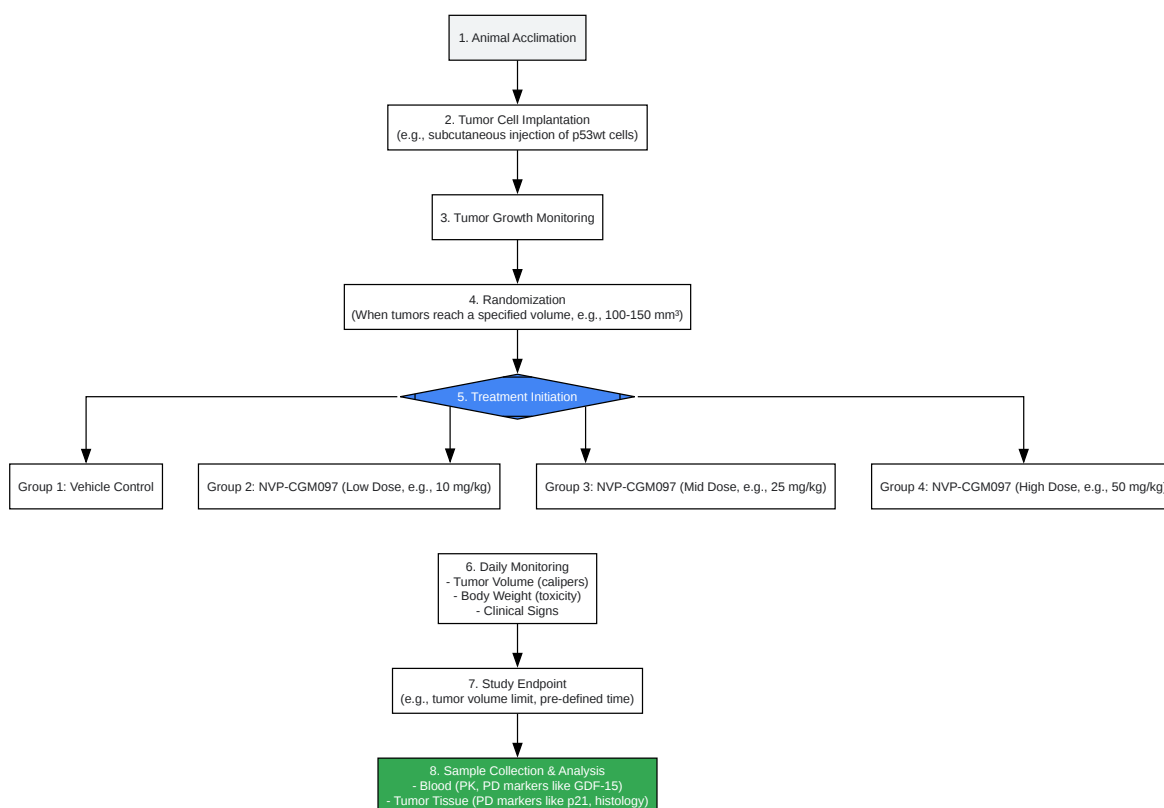 1. Animal Acclimation
2. Tumor Cell Implantation
(e.g., subcutaneous injection of p53wt cells)
3. Tumor Growth Monitoring
4. Randomization
(When tumors reach a specified volume, e.g., 100-150 mm³)
5. Treatment Initiation
Group 1: Vehicle Control
Group 2: NVP-CGM097 (Low Dose, e.g., 10 mg/kg)
Group 3: NVP-CGM097 (Mid Dose, e.g., 25 mg/kg)
Group 4: NVP-CGM097 (High Dose, e.g., 50 mg/kg)
6. Daily Monitoring
- Tumor Volume (calipers)
- Body Weight (toxicity)
- Clinical Signs
7. Study Endpoint
(e.g., tumor volume limit, pre-defined time)
8. Sample Collection & Analysis
- Blood (PK, PD markers like GDF-15)
- Tumor Tissue (PD markers like p21, histology)